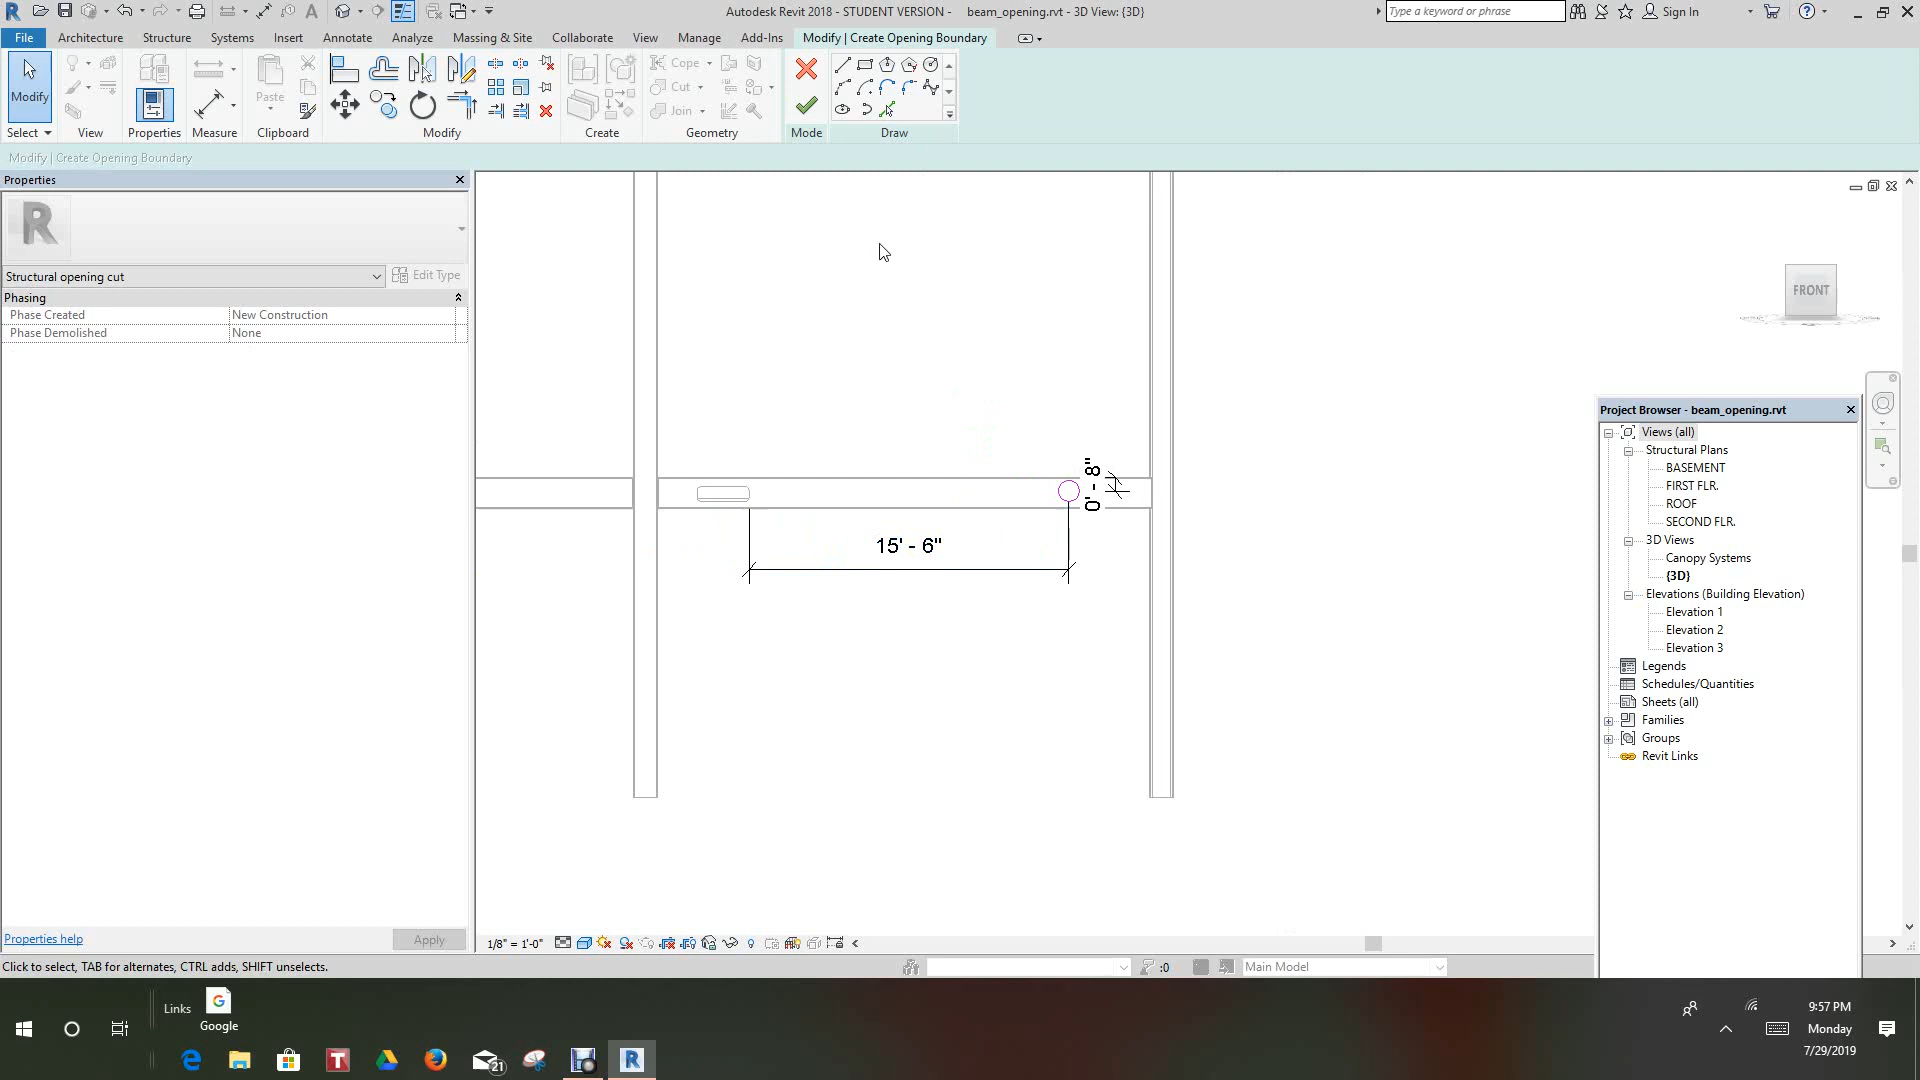 Autodesk Revit 2018 - STUDENT VERSION - beam_opening.rvt - 3D View: {3D}
Type a keyword or phrase
Sign In
File Architecture Structure Systems Insert Annotate Analyze Massing & Site Collaborate View Manage Add-Ins Modify | Create Opening Boundary
Modify
Paste
Cope
Cut
Join
Select View Properties Measure Clipboard Modify Create Geometry Mode Draw
Modify | Create Opening Boundary
Properties
R
Structural opening cut
Edit Type
Phasing
Phase Created New Construction
Phase Demolished None
Properties help
Apply
FRONT
0' - 8"
15' - 6"
Project Browser - beam_opening.rvt
Views (all)
Structural Plans
BASEMENT
FIRST FLR.
ROOF
SECOND FLR.
3D Views
Canopy Systems
{3D}
Elevations (Building Elevation)
Elevation 1
Elevation 2
Elevation 3
Legends
Schedules/Quantities
Sheets (all)
Families
Groups
Revit Links
1/8" = 1'-0"
Click to select, TAB for alternates, CTRL adds, SHIFT unselects.
:0
Main Model
Links
Google
21
9:57 PM
Monday
7/29/2019